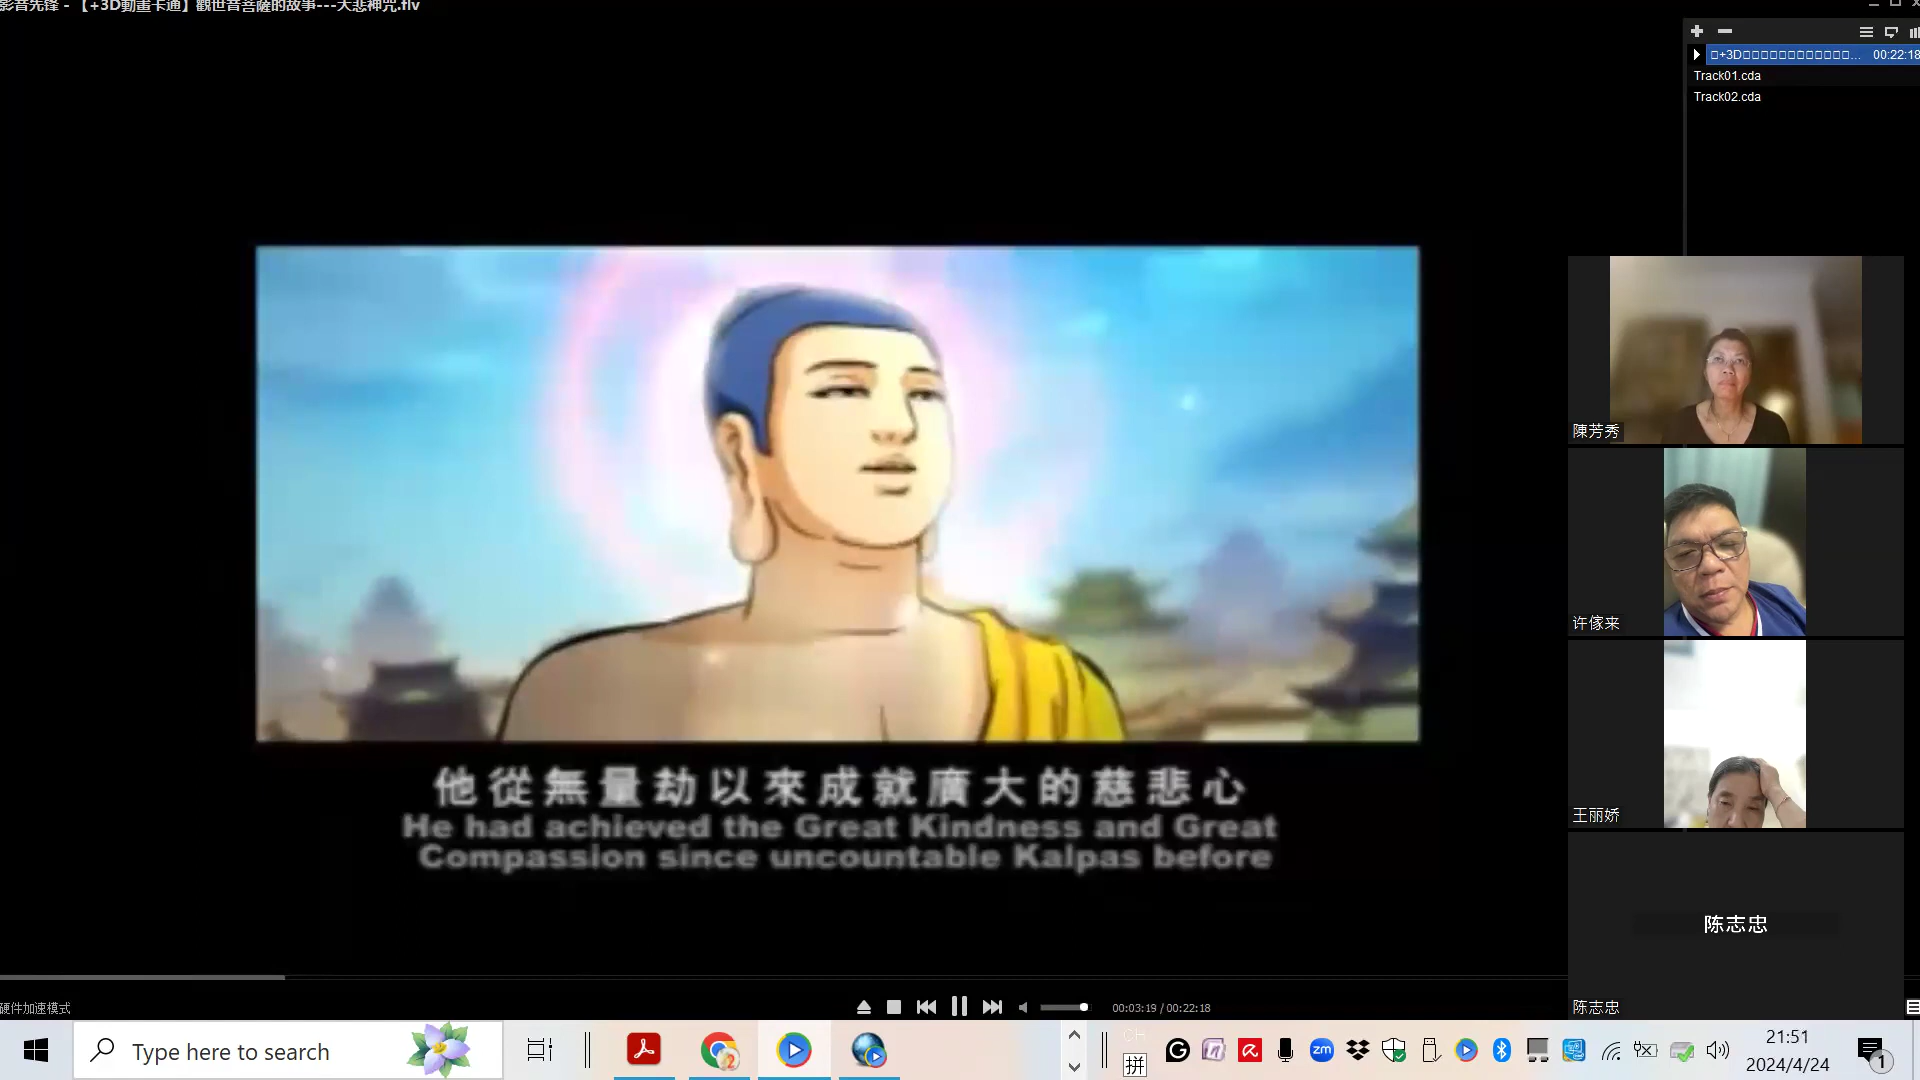 影音先锋 - 【+3D動畫卡通】觀世音菩薩的故事---大悲神咒.flv
+3D
... 00:22:18
Track01.cda
Track02.cda
陳芳秀
许傢来
王丽娇
陈志忠
陈志忠
他從無量劫以來成就廣大的慈悲心
He had achieved the Great Kindness and Great
Compassion since uncountable Kalpas before
硬件加速模式
00:03:19 / 00:22:18
Type here to search
CH
拼
zm
21:51
2024/4/24
1